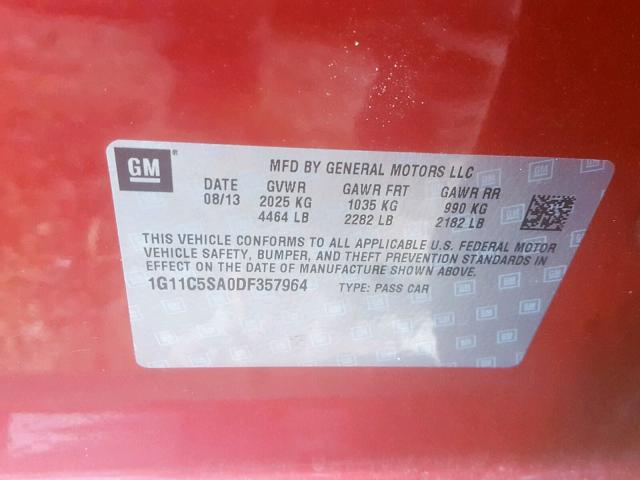 GM ®
MFD BY GENERAL MOTORS LLC
DATE GVWR GAWR FRT GAWR RR
08/13 2025 KG 1035 KG 990 KG
4464 LB 2282 LB 2182 LB
THIS VEHICLE CONFORMS TO ALL APPLICABLE U.S. FEDERAL MOTOR
VEHICLE SAFETY, BUMPER, AND THEFT PREVENTION STANDARDS
IN EFFECT ON THE DATE OF MANUFACTURE SHOWN ABOVE.
1G11C5SA0DF357964 TYPE: PASS CAR